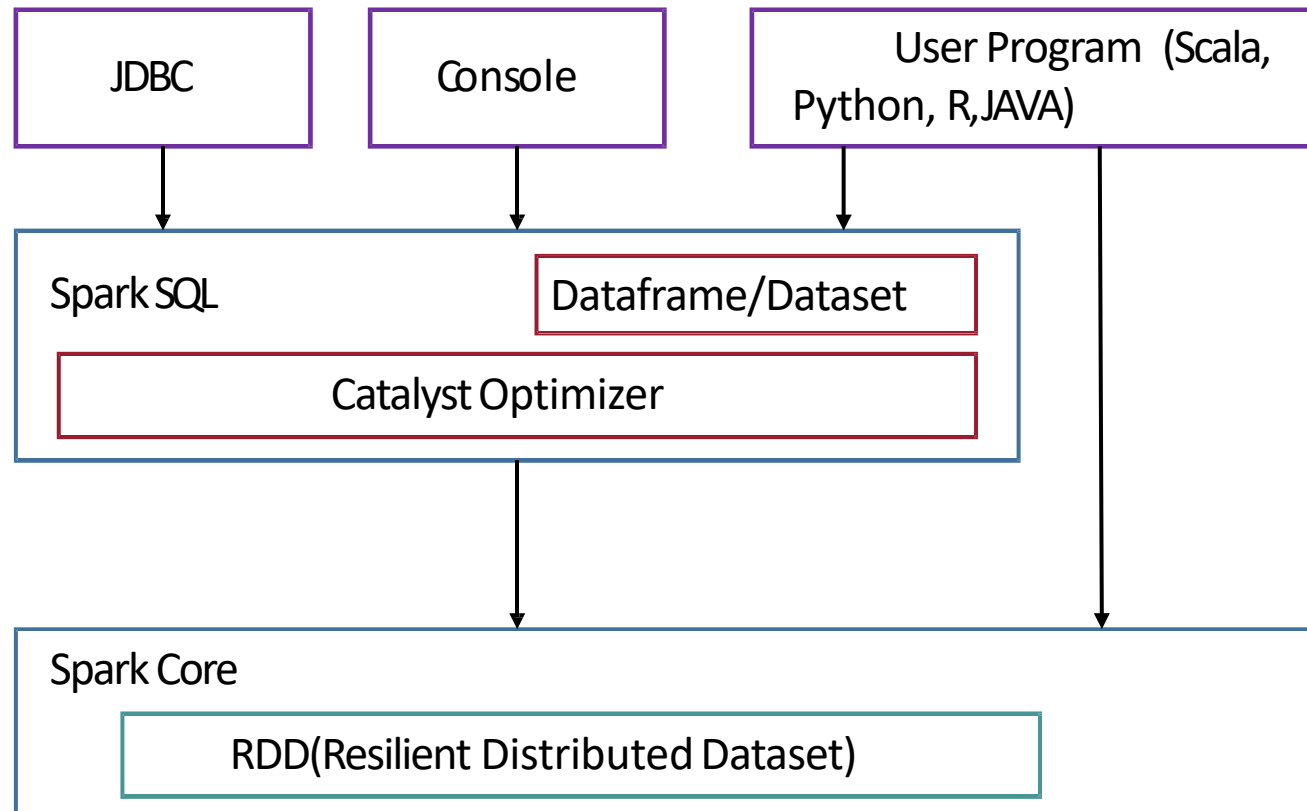 JDBC
Console
User Program (Scala,
Python, R,JAVA)
Spark SQL
Dataframe/Dataset
Catalyst Optimizer
Spark Core
RDD(Resilient Distributed Dataset)